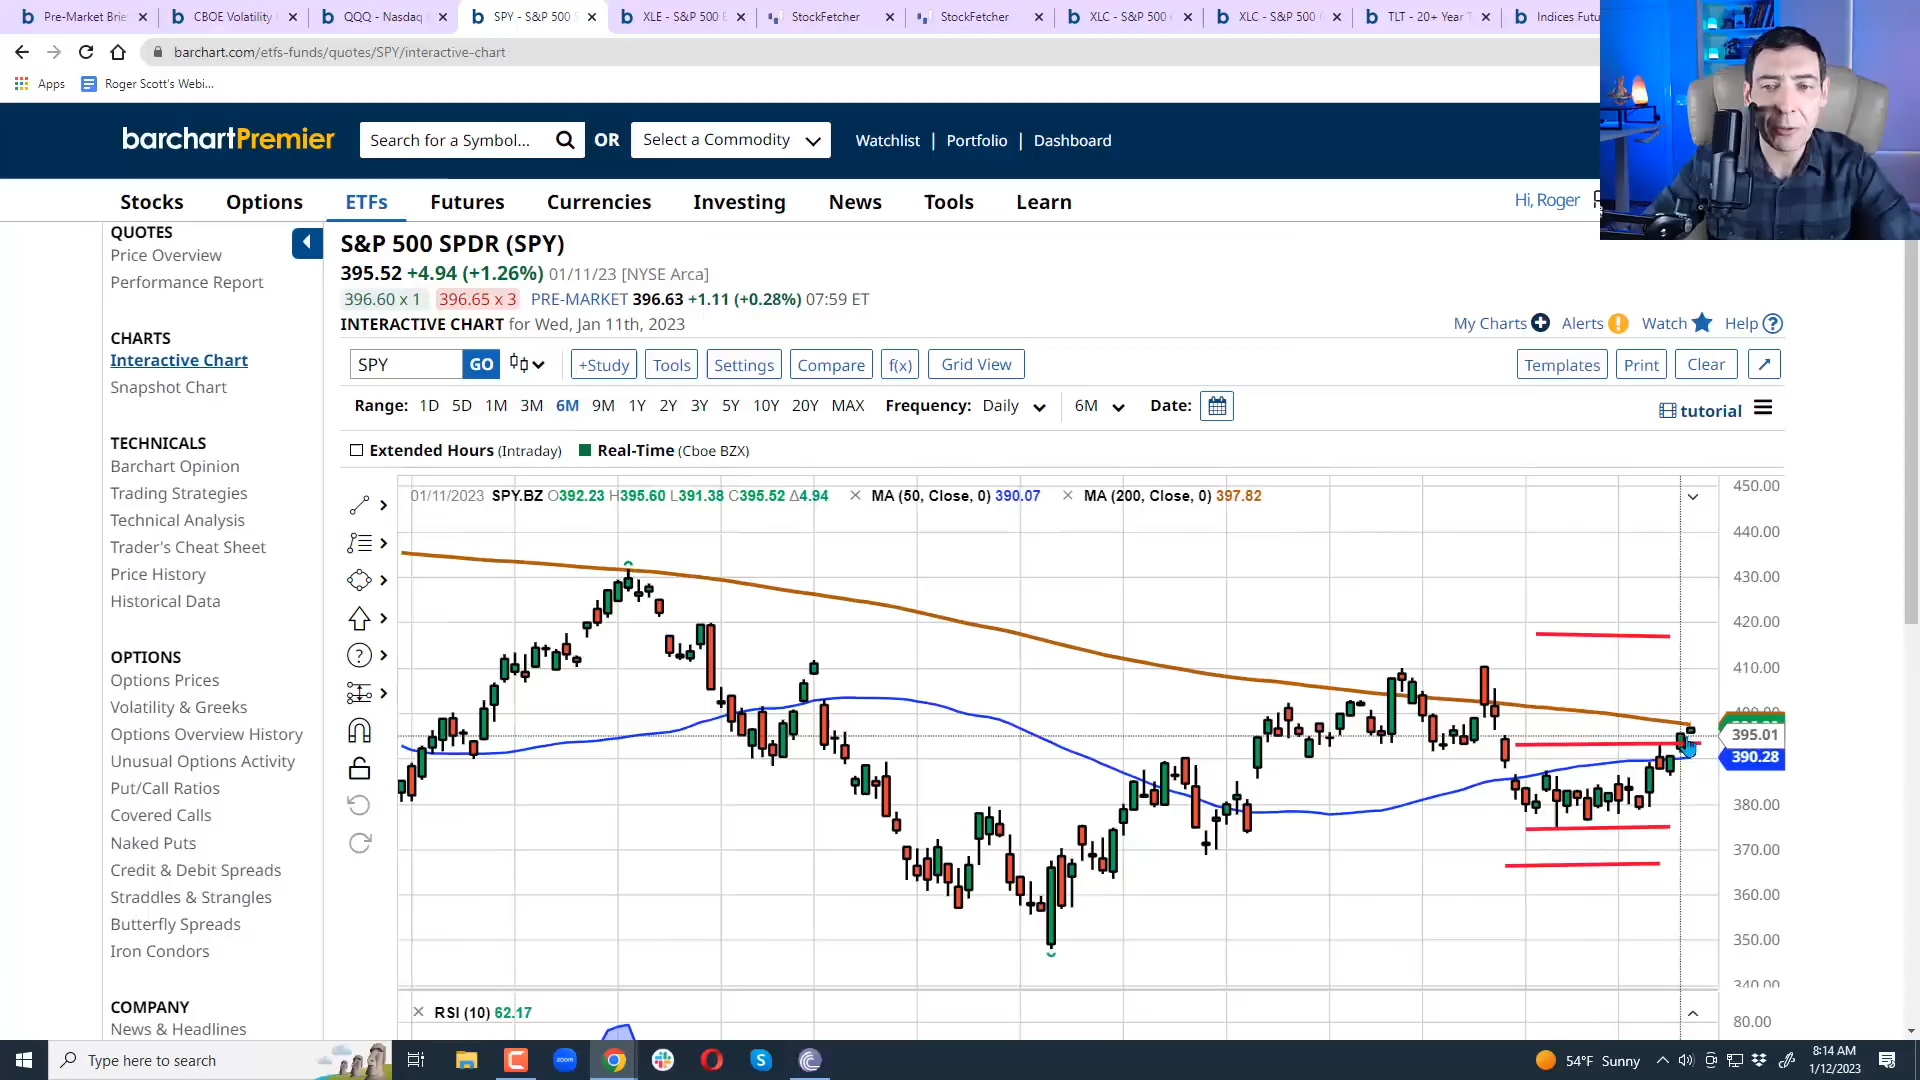 Pre-Market Brie
CBOE Volatility
QQQ - Nasdaq
SPY - S&P 500 S
XLE - S&P 500 E
StockFetcher
StockFetcher
XLC - S&P 500
XLC - S&P 500
TLT - 20+ Year T
Indices Futu
barchart.com/etfs-funds/quotes/SPY/interactive-chart
Apps
Roger Scott's Webi...
barchartPremier
Search for a Symbol...
OR
Select a Commodity
Watchlist | Portfolio | Dashboard
Stocks
Options
ETFs
Futures
Currencies
Investing
News
Tools
Learn
Hi, Roger
QUOTES
Price Overview
Performance Report
CHARTS
Interactive Chart
Snapshot Chart
TECHNICALS
Barchart Opinion
Trading Strategies
Technical Analysis
Trader's Cheat Sheet
Price History
Historical Data
OPTIONS
Options Prices
Volatility & Greeks
Options Overview History
Unusual Options Activity
Put/Call Ratios
Covered Calls
Naked Puts
Credit & Debit Spreads
Straddles & Strangles
Butterfly Spreads
Iron Condors
COMPANY
News & Headlines
S&P 500 SPDR (SPY)
395.52 +4.94 (+1.26%) 01/11/23 [NYSE Arca]
396.60 x 1 396.65 x 3 PRE-MARKET 396.63 +1.11 (+0.28%) 07:59 ET
INTERACTIVE CHART for Wed, Jan 11th, 2023
My Charts
Alerts
Watch
Help
SPY
GO
+Study
Tools
Settings
Compare
f(x)
Grid View
Templates
Print
Clear
Range: 1D 5D 1M 3M 6M 9M 1Y 2Y 3Y 5Y 10Y 20Y MAX Frequency: Daily 6M Date:
tutorial
Extended Hours (Intraday) Real-Time (Cboe BZX)
01/11/2023 SPY.BZ O392.23 H395.60 L391.38 C395.52 Δ4.94 MA (50, Close, 0) 390.07 MA (200, Close, 0) 397.82
450.00
440.00
430.00
420.00
410.00
395.01
390.28
380.00
370.00
360.00
350.00
340.00
RSI (10) 62.17
80.00
Type here to search
zoom
54°F Sunny
8:14 AM
1/12/2023